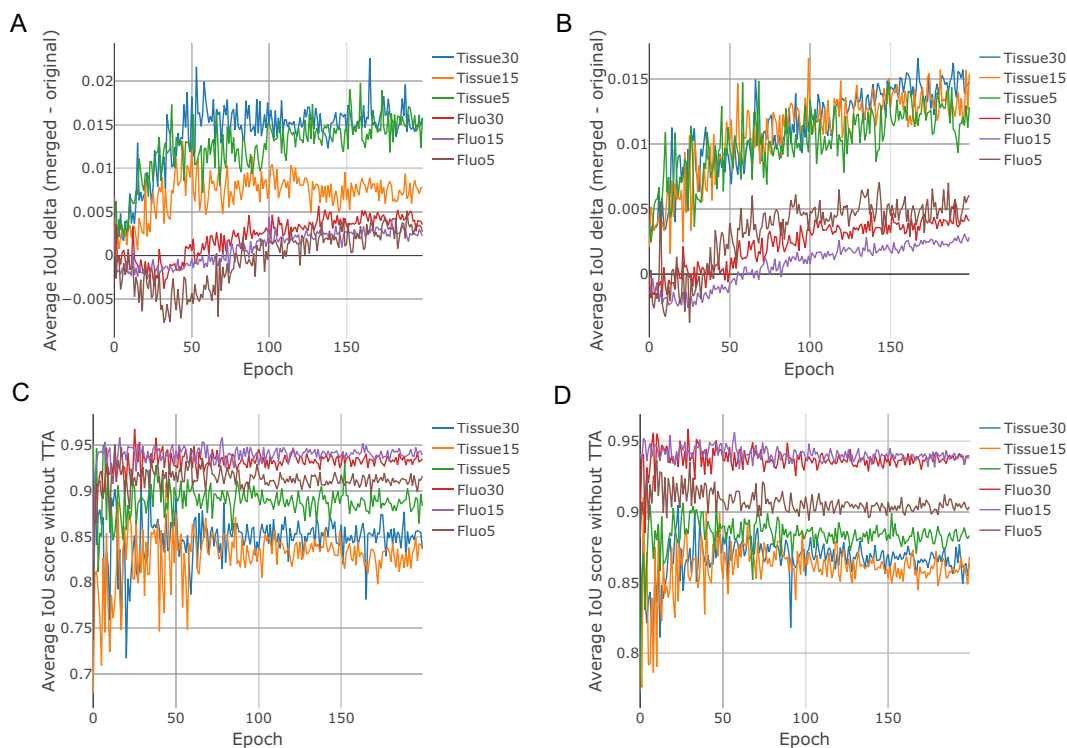 A
Average IoU delta (merged - original)
0.02
0.015
0.01
0.005
0
−0.005
0
50
100
150
Epoch
Tissue30
Tissue15
Tissue5
Fluo30
Fluo15
Fluo5
B
Average IoU delta (merged - original)
0.015
0.01
0.005
0
0
50
100
150
Epoch
Tissue30
Tissue15
Tissue5
Fluo30
Fluo15
Fluo5
C
Average IoU score without TTA
0.95
0.9
0.85
0.8
0.75
0.7
0
50
100
150
Epoch
Tissue30
Tissue15
Tissue5
Fluo30
Fluo15
Fluo5
D
Average IoU score without TTA
0.95
0.9
0.85
0.8
0
50
100
150
Epoch
Tissue30
Tissue15
Tissue5
Fluo30
Fluo15
Fluo5